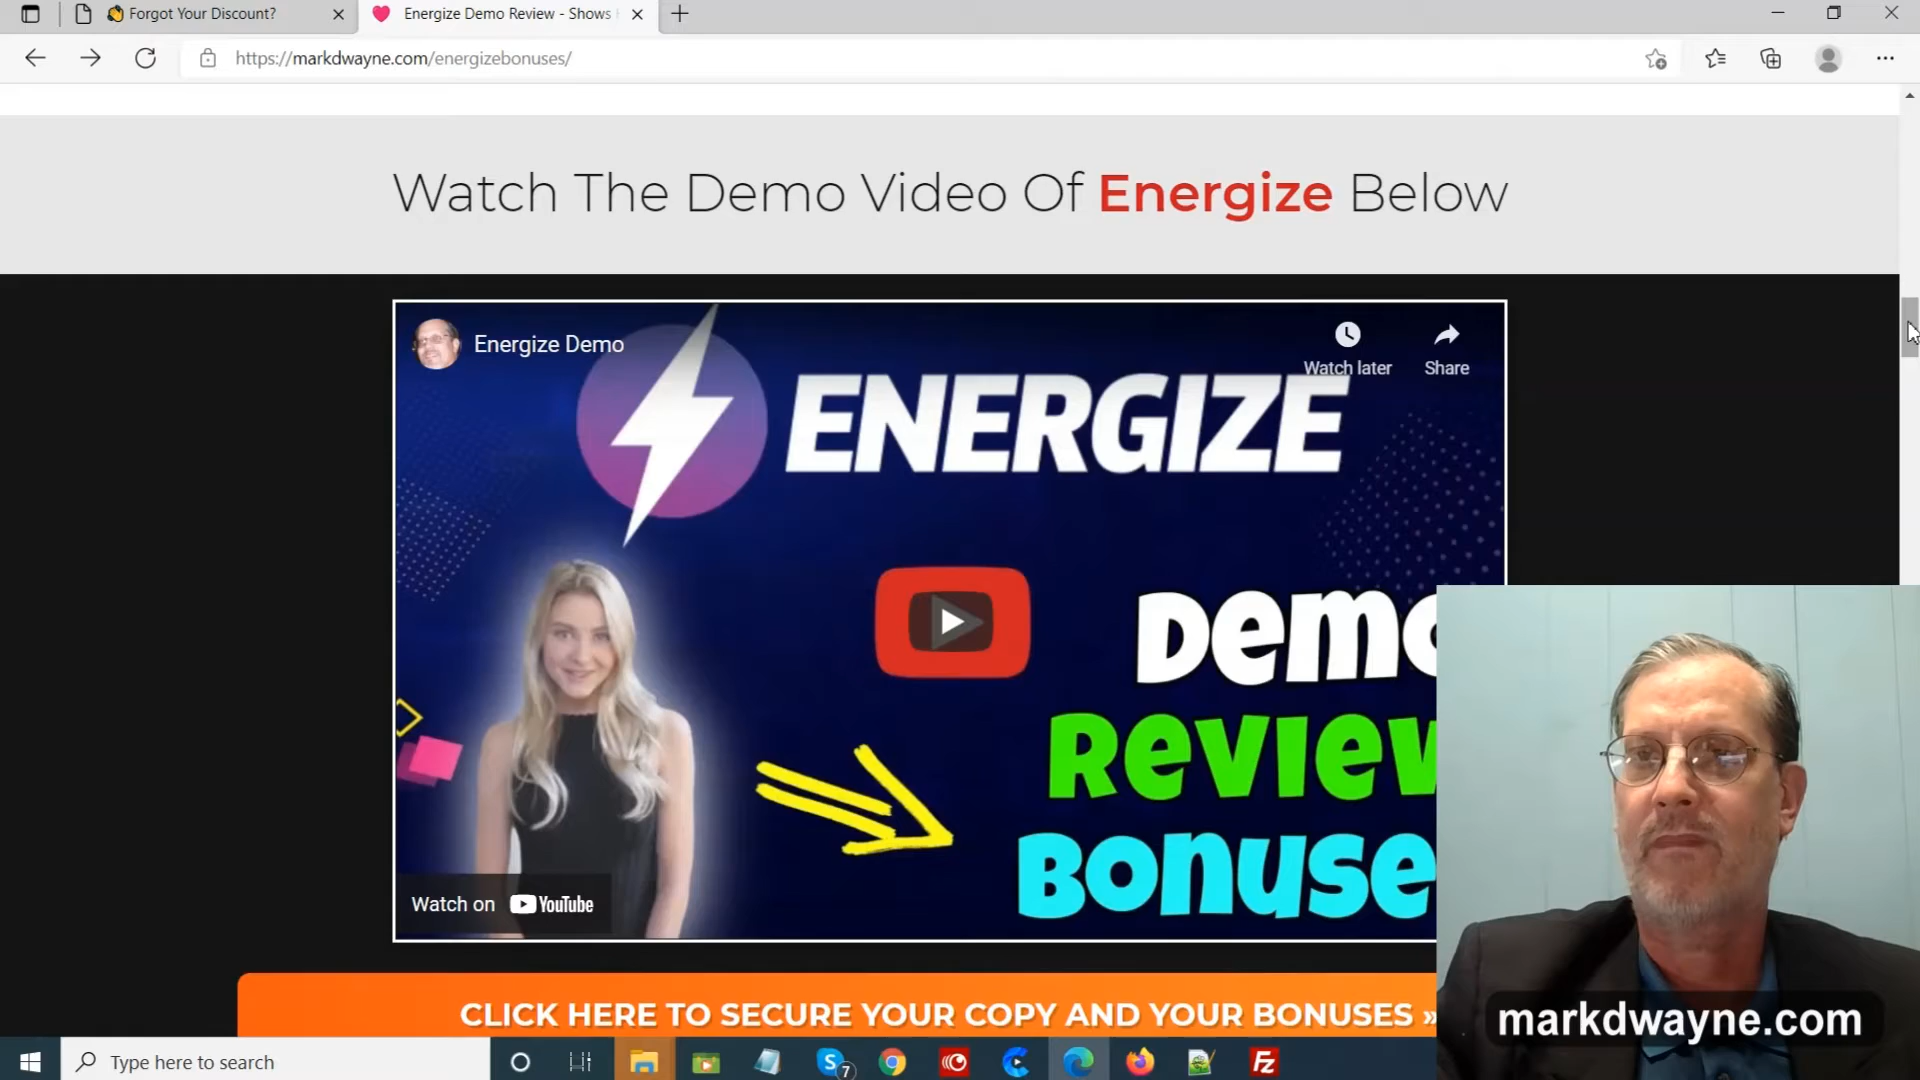 Forgot Your Discount?
Energize Demo Review - Shows
https://markdwayne.com/energizebonuses/
Watch The Demo Video Of Energize Below
Energize Demo
Watch later
Share
ENERGIZE
Demo
Review
Bonuse
Watch on YouTube
CLICK HERE TO SECURE YOUR COPY AND YOUR BONUSES »
markdwayne.com
Type here to search
7
FZ